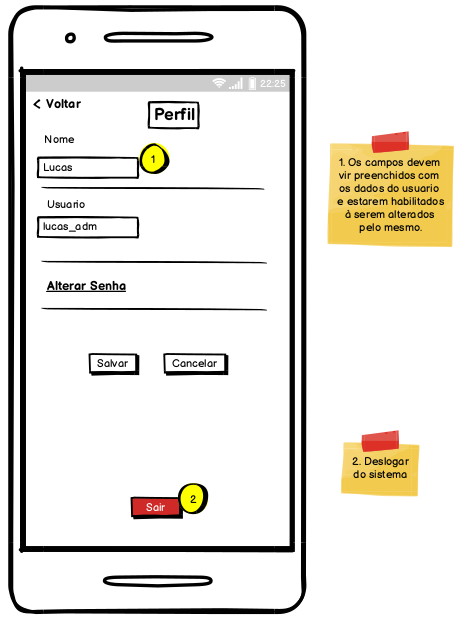 22:25
Voltar
Perfil
Nome
Lucas
1
Usuario
lucas_adm
Alterar Senha
Salvar
Cancelar
Sair
2
1. Os campos devem
vir preenchidos com
os dados do usuario
e estarem habilitados
à serem alterados
pelo mesmo.
2. Deslogar
do sistema